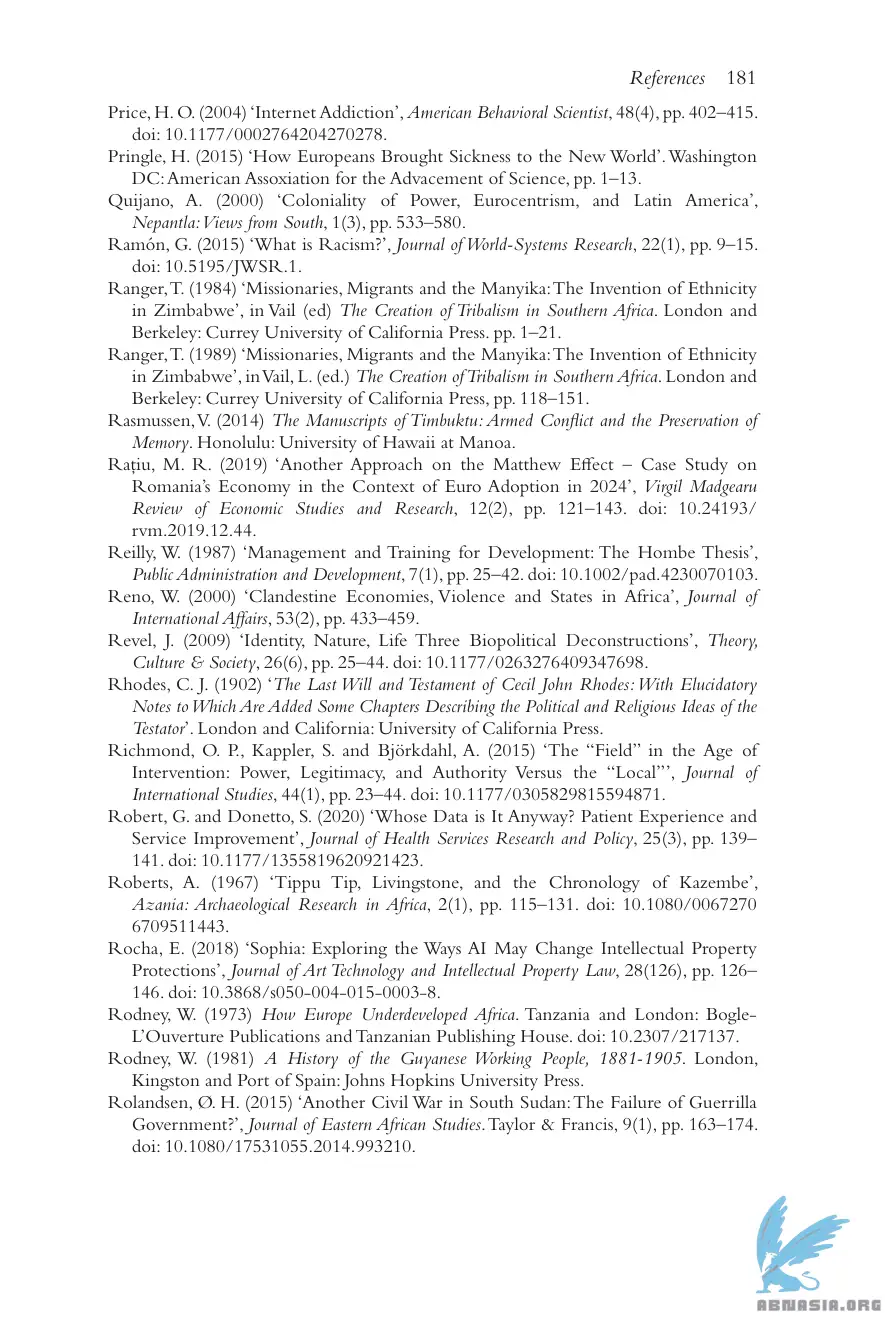 References 181
Price, H. O. (2004) ‘Internet Addiction’, American Behavioral Scientist, 48(4), pp. 402–415.
doi: 10.1177/0002764204270278.
Pringle, H. (2015) ‘How Europeans Brought Sickness to the New World’. Washington
DC: American Assoxiation for the Advacement of Science, pp. 1–13.
Quijano, A. (2000) ‘Coloniality of Power, Eurocentrism, and Latin America’,
Nepantla: Views from South, 1(3), pp. 533–580.
Ramón, G. (2015) ‘What is Racism?’, Journal of World-Systems Research, 22(1), pp. 9–15.
doi: 10.5195/JWSR.1.
Ranger, T. (1984) ‘Missionaries, Migrants and the Manyika: The Invention of Ethnicity
in Zimbabwe’, in Vail (ed) The Creation of Tribalism in Southern Africa. London and
Berkeley: Currey University of California Press. pp. 1–21.
Ranger, T. (1989) ‘Missionaries, Migrants and the Manyika: The Invention of Ethnicity
in Zimbabwe’, in Vail, L. (ed.) The Creation of Tribalism in Southern Africa. London and
Berkeley: Currey University of California Press, pp. 118–151.
Rasmussen, V. (2014) The Manuscripts of Timbuktu: Armed Conflict and the Preservation of
Memory. Honolulu: University of Hawaii at Manoa.
Rațiu, M. R. (2019) ‘Another Approach on the Matthew Effect – Case Study on
Romania’s Economy in the Context of Euro Adoption in 2024’, Virgil Madgearu
Review of Economic Studies and Research, 12(2), pp. 121–143. doi: 10.24193/
rvm.2019.12.44.
Reilly, W. (1987) ‘Management and Training for Development: The Hombe Thesis’,
Public Administration and Development, 7(1), pp. 25–42. doi: 10.1002/pad.4230070103.
Reno, W. (2000) ‘Clandestine Economies, Violence and States in Africa’, Journal of
International Affairs, 53(2), pp. 433–459.
Revel, J. (2009) ‘Identity, Nature, Life Three Biopolitical Deconstructions’, Theory,
Culture & Society, 26(6), pp. 25–44. doi: 10.1177/0263276409347698.
Rhodes, C. J. (1902) ‘The Last Will and Testament of Cecil John Rhodes: With Elucidatory
Notes to Which Are Added Some Chapters Describing the Political and Religious Ideas of the
Testator’. London and California: University of California Press.
Richmond, O. P., Kappler, S. and Björkdahl, A. (2015) ‘The “Field” in the Age of
Intervention: Power, Legitimacy, and Authority Versus the “Local”’, Journal of
International Studies, 44(1), pp. 23–44. doi: 10.1177/0305829815594871.
Robert, G. and Donetto, S. (2020) ‘Whose Data is It Anyway? Patient Experience and
Service Improvement’, Journal of Health Services Research and Policy, 25(3), pp. 139–
141. doi: 10.1177/1355819620921423.
Roberts, A. (1967) ‘Tippu Tip, Livingstone, and the Chronology of Kazembe’,
Azania: Archaeological Research in Africa, 2(1), pp. 115–131. doi: 10.1080/0067270
6709511443.
Rocha, E. (2018) ‘Sophia: Exploring the Ways AI May Change Intellectual Property
Protections’, Journal of Art Technology and Intellectual Property Law, 28(126), pp. 126–
146. doi: 10.3868/s050-004-015-0003-8.
Rodney, W. (1973) How Europe Underdeveloped Africa. Tanzania and London: Bogle-
L’Ouverture Publications and Tanzanian Publishing House. doi: 10.2307/217137.
Rodney, W. (1981) A History of the Guyanese Working People, 1881-1905. London,
Kingston and Port of Spain: Johns Hopkins University Press.
Rolandsen, Ø. H. (2015) ‘Another Civil War in South Sudan: The Failure of Guerrilla
Government?’, Journal of Eastern African Studies. Taylor & Francis, 9(1), pp. 163–174.
doi: 10.1080/17531055.2014.993210.
ABNASIA.ORG